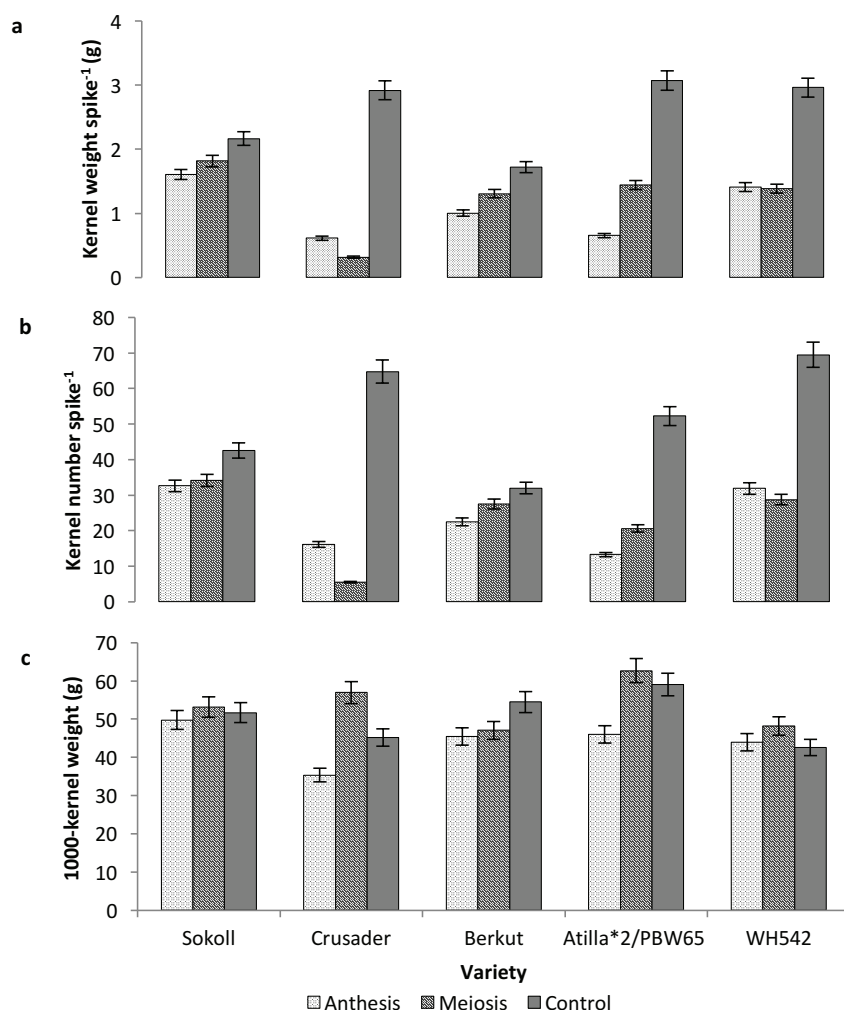 a
Kernel weight spike⁻¹ (g)
4
3
2
1
0
b
Kernel number spike⁻¹
80
70
60
50
40
30
20
10
0
c
1000-kernel weight (g)
70
60
50
40
30
20
10
0
Sokoll Crusader Berkut Atilla*2/PBW65 WH542
Variety
Anthesis Meiosis Control